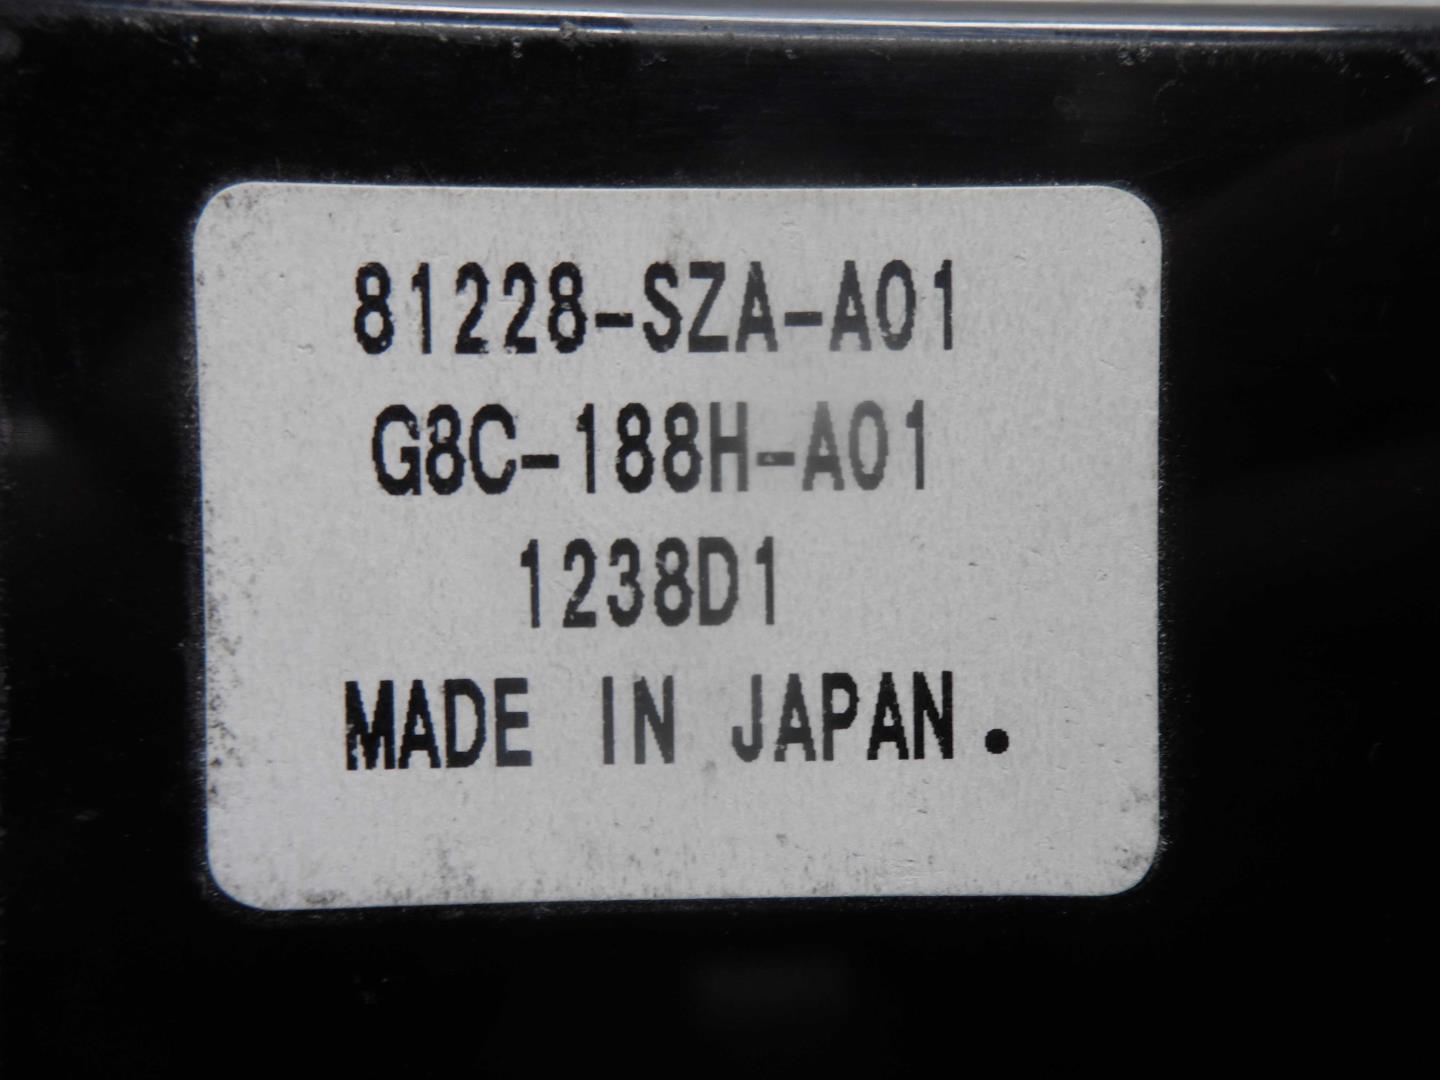 81228-SZA-A01
G8C-188H-A01
1238D1
MADE IN JAPAN.